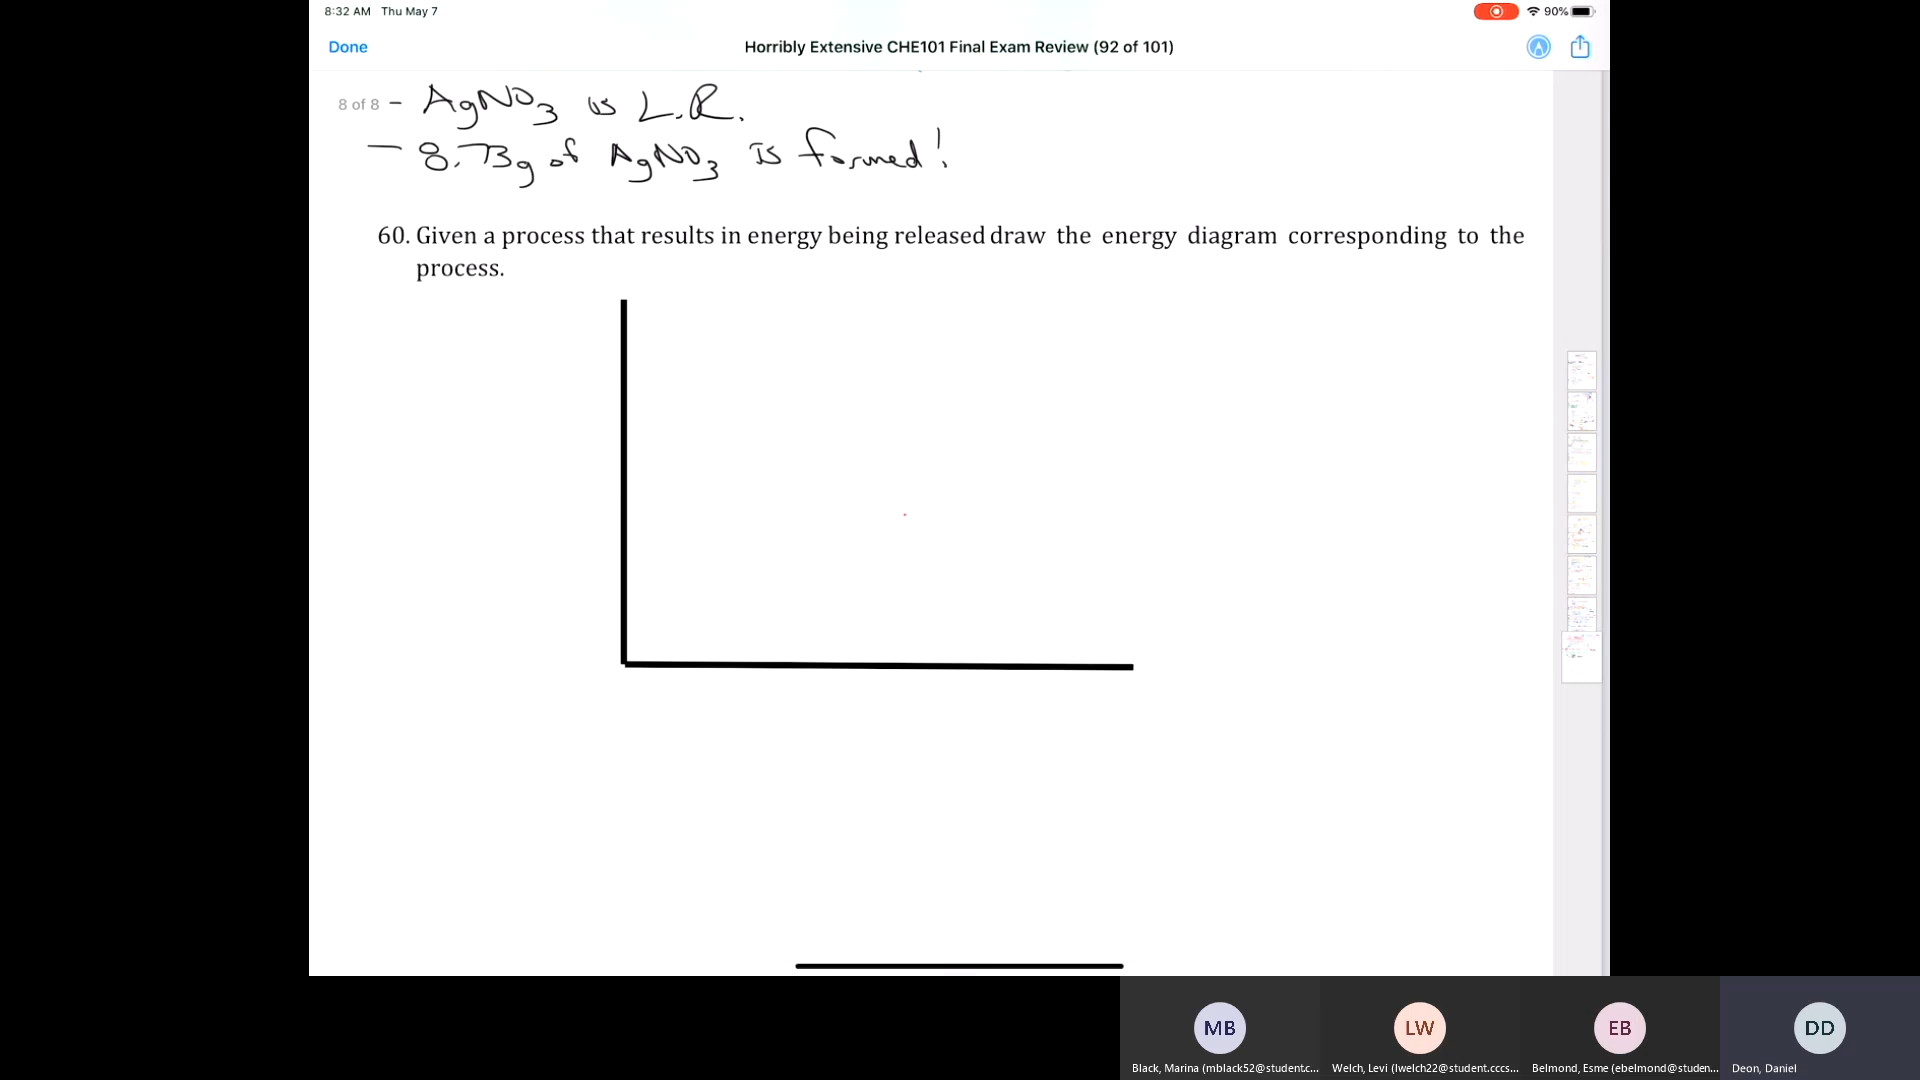 8:32 AM Thu May 7
90%
Done
Horribly Extensive CHE101 Final Exam Review (92 of 101)
8 of 8 - AgNO3 is L.R.
- 8.73g of AgNO3 is formed!
60. Given a process that results in energy being released draw the energy diagram corresponding to the
process.
MB LW EB DD
Black, Marina (mblack52@student.c... Welch, Levi (lwelch22@student.cccs... Belmond, Esme (ebelmond@studen... Deon, Daniel